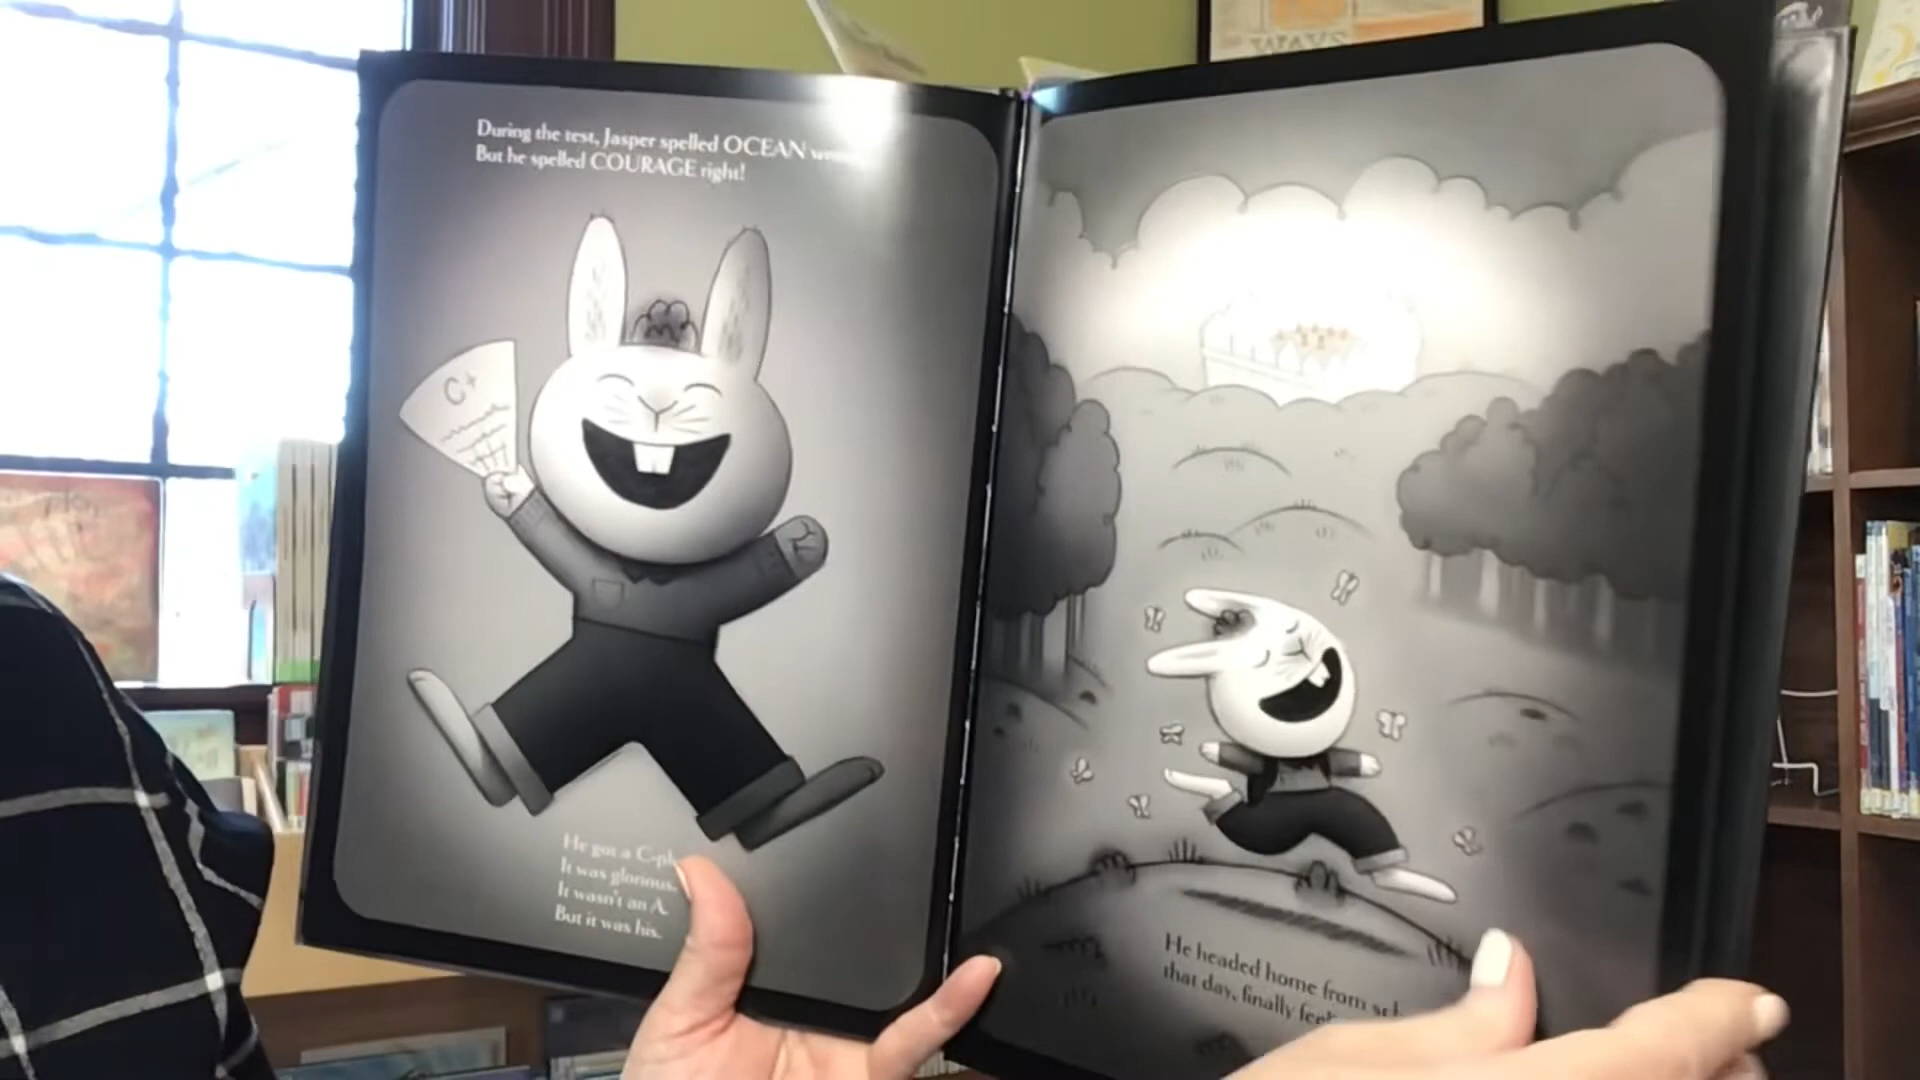 WAYS
During the test, Jasper spelled OCEAN
But he spelled COURAGE right!
C+
He got a
It was glorious.
It wasn't an A.
But it was his.
He headed home from
that day, finally